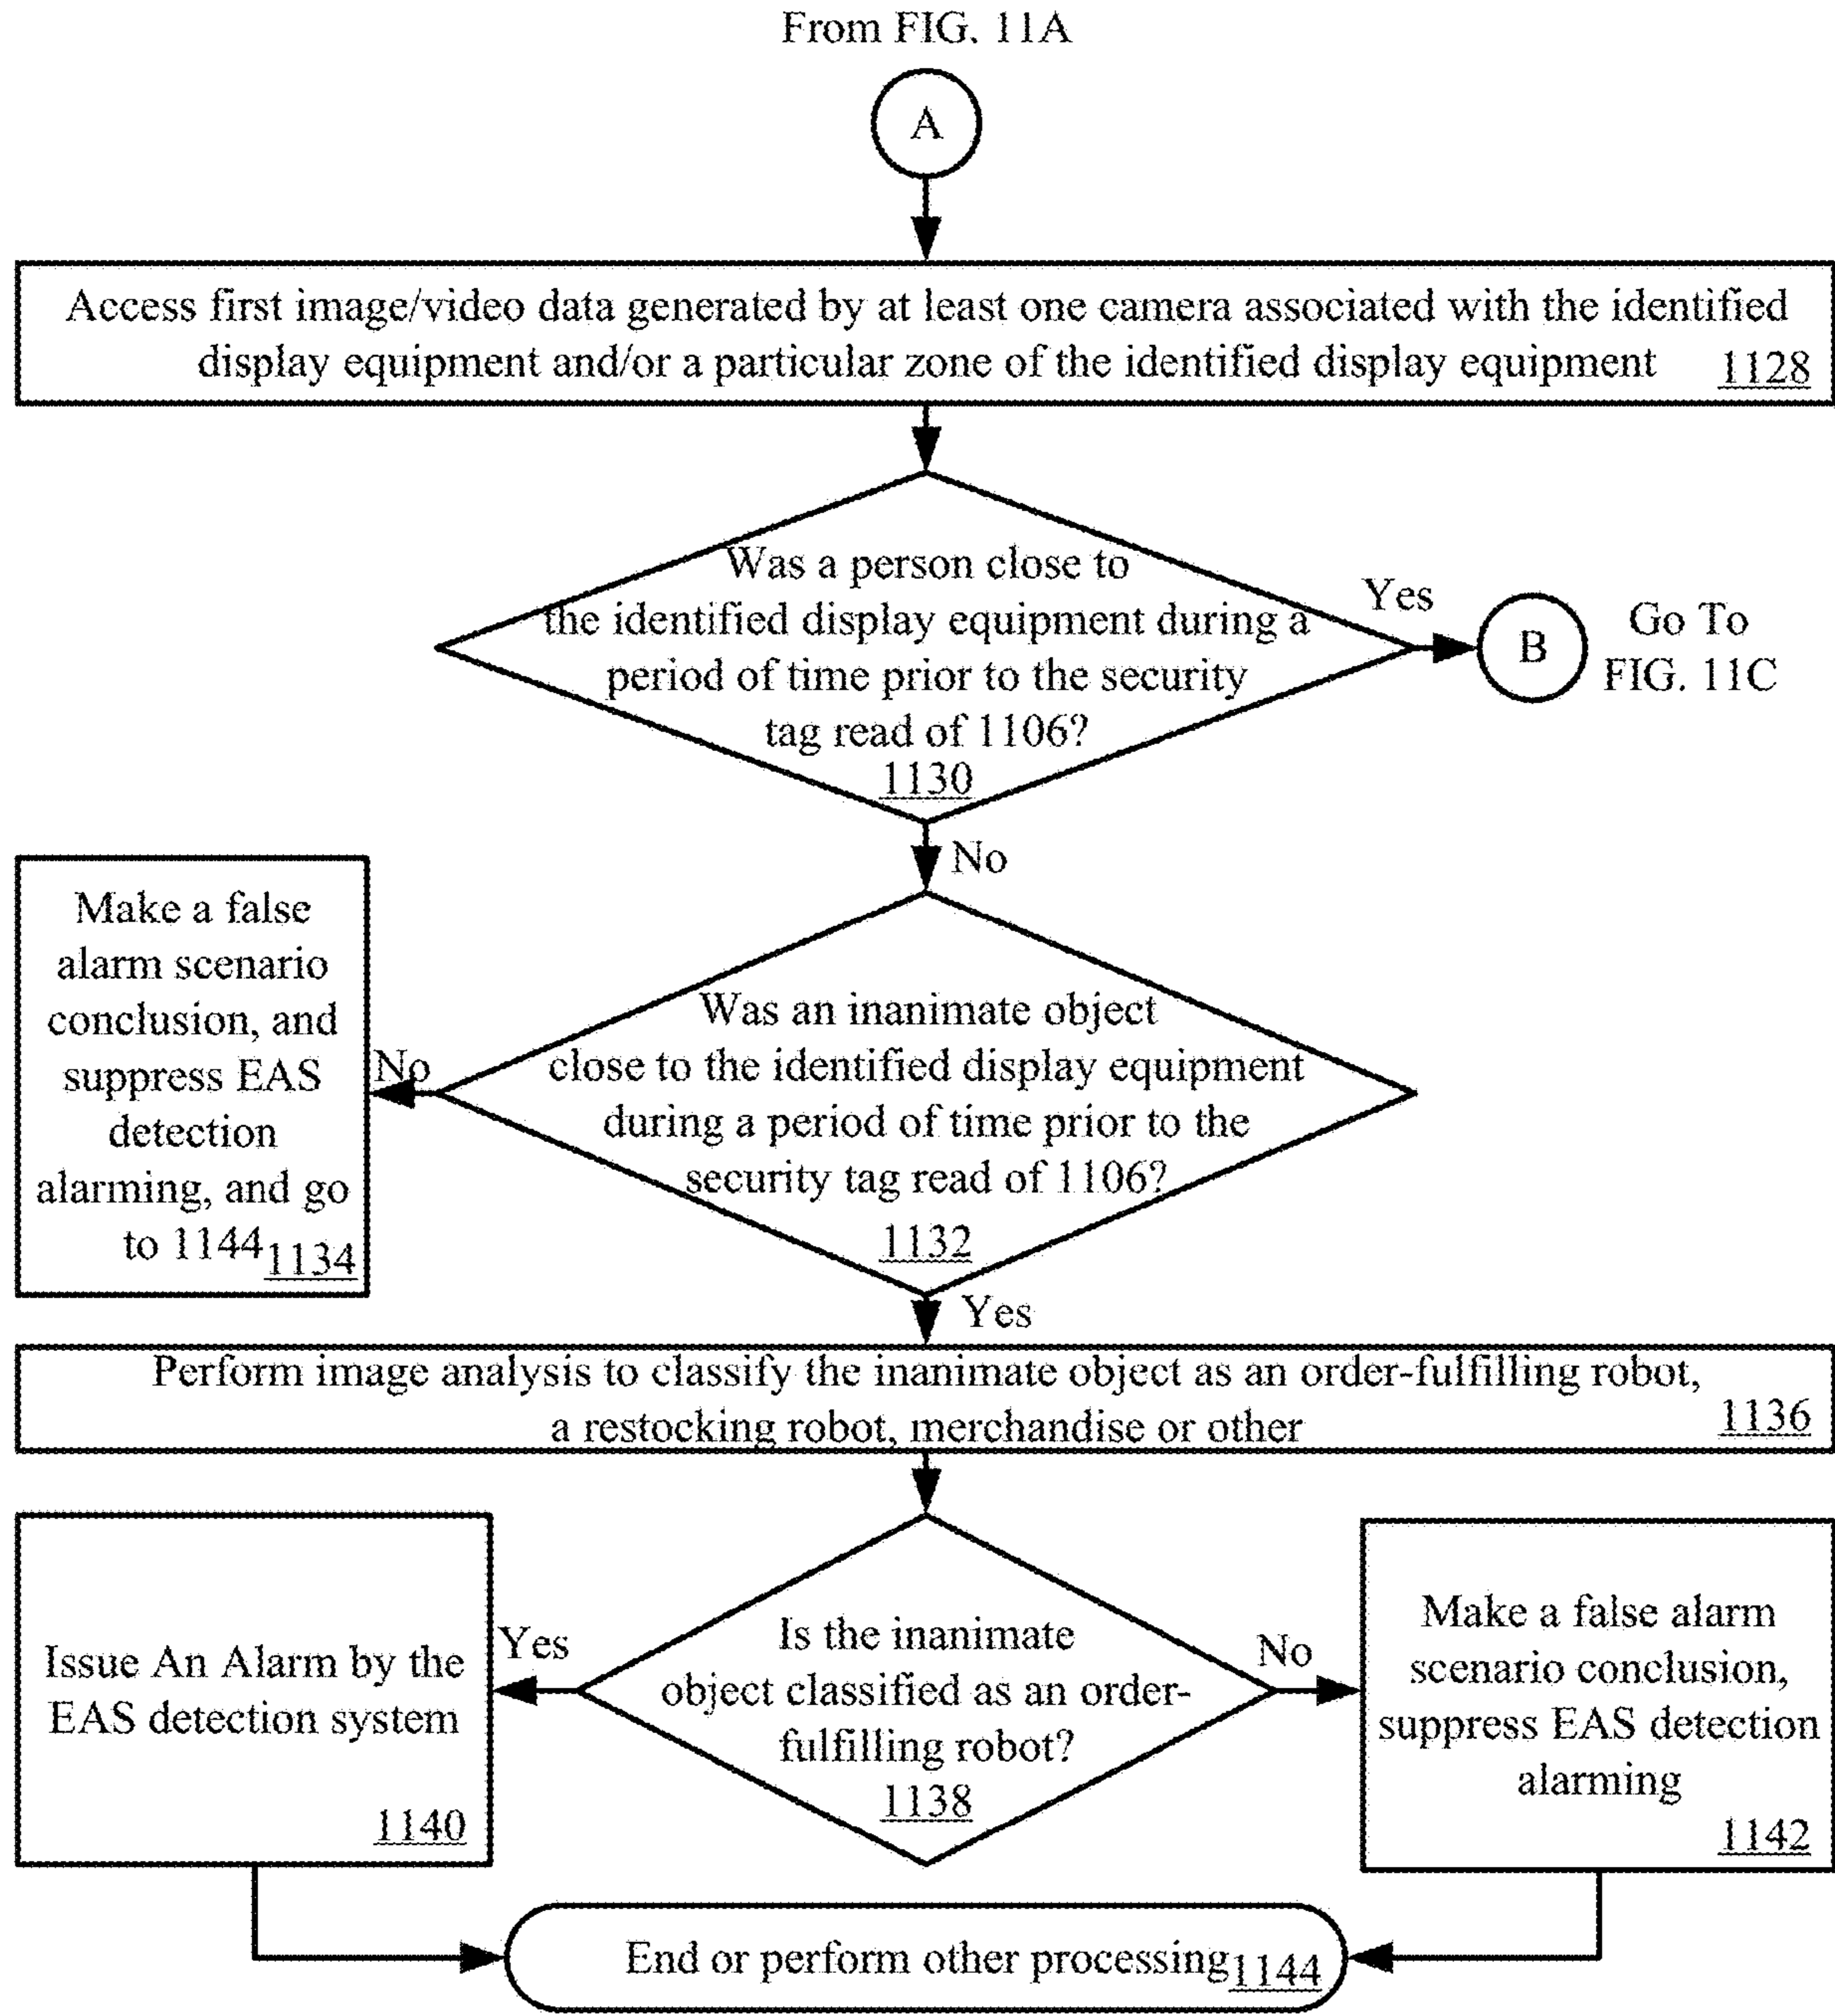 From FIG. 11A
A
Access first image/video data generated by at least one camera associated with the identified
display equipment and/or a particular zone of the identified display equipment 1128
Was a person close to
the identified display equipment during a
period of time prior to the security
tag read of 1106?
1130
Yes
B
Go To
FIG. 11C
No
Was an inanimate object
close to the identified display equipment
during a period of time prior to the
security tag read of 1106?
1132
No
Make a false
alarm scenario
conclusion, and
suppress EAS
detection
alarming, and go
to 1144 1134
Yes
Perform image analysis to classify the inanimate object as an order-fulfilling robot,
a restocking robot, merchandise or other 1136
Is the inanimate
object classified as an order-
fulfilling robot?
1138
Yes
Issue An Alarm by the
EAS detection system
1140
No
Make a false alarm
scenario conclusion,
suppress EAS detection
alarming
1142
End or perform other processing 1144